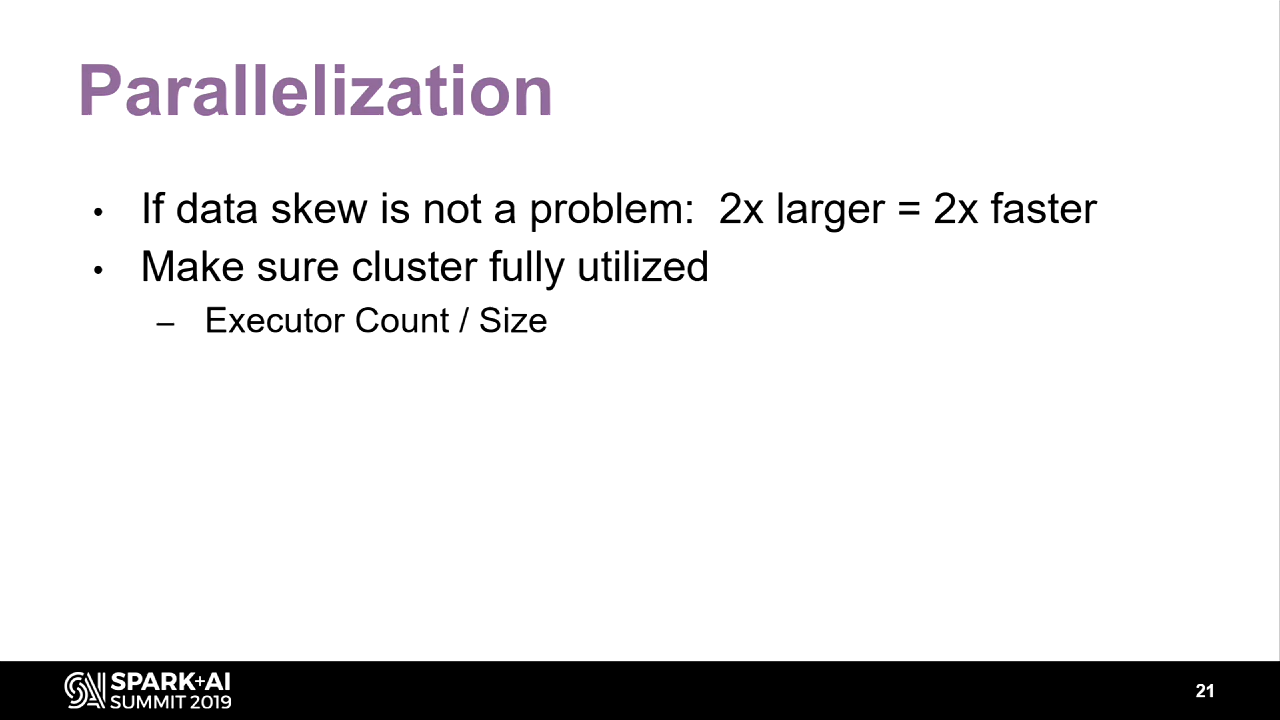 Parallelization
• If data skew is not a problem:  2x larger = 2x faster
• Make sure cluster fully utilized
– Executor Count / Size
SPARK+AI
SUMMIT 2019
21